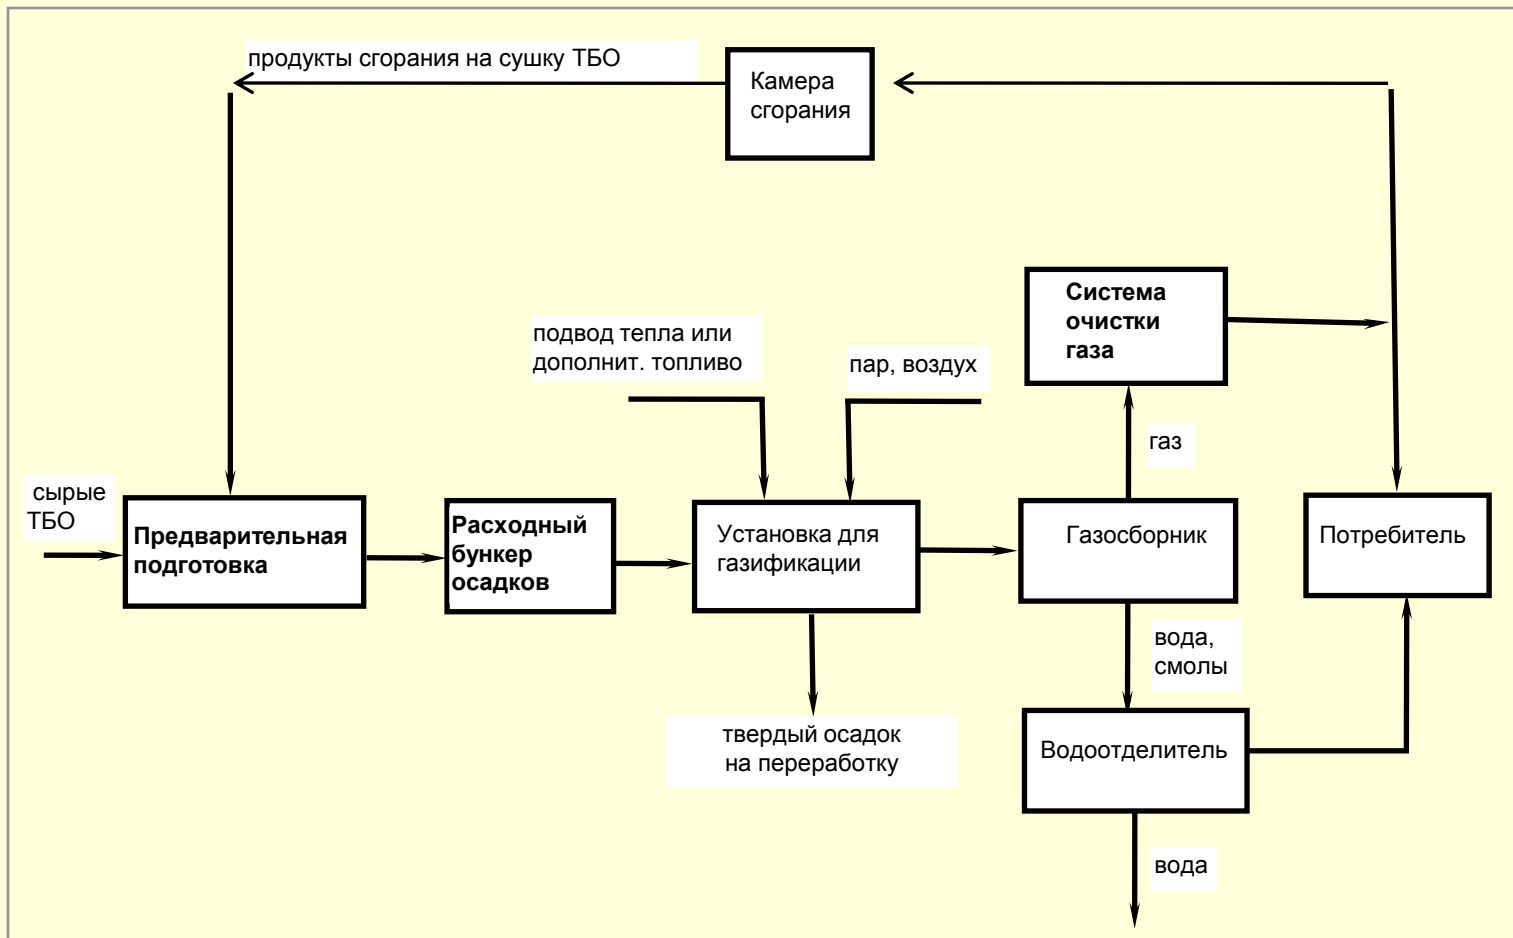 продукты сгорания на сушку ТБО
Камера
сгорания
Система
очистки
газа
подвод тепла или
дополнит. топливо
пар, воздух
газ
сырые
ТБО
Предварительная
подготовка
Расходный
бункер
осадков
Установка для
газификации
Газосборник
Потребитель
вода,
смолы
твердый осадок
на переработку
Водоотделитель
вода